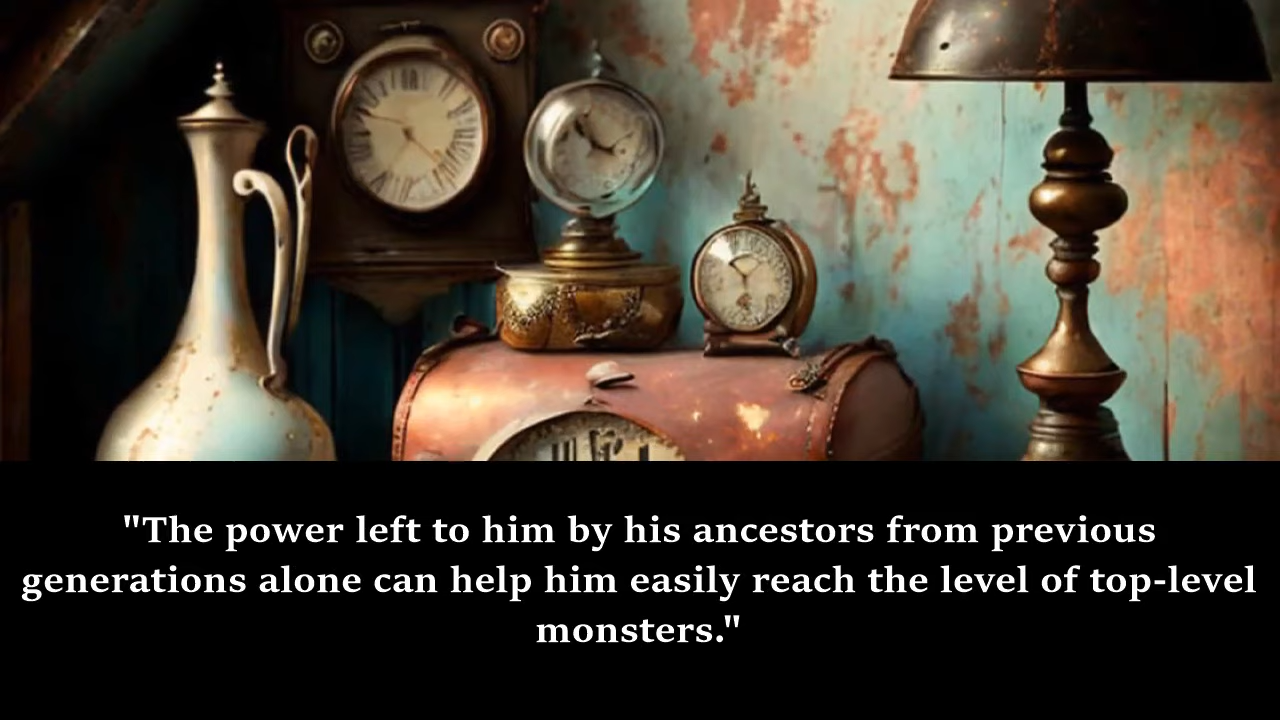 "The power left to him by his ancestors from previous
generations alone can help him easily reach the level of top-level
monsters."